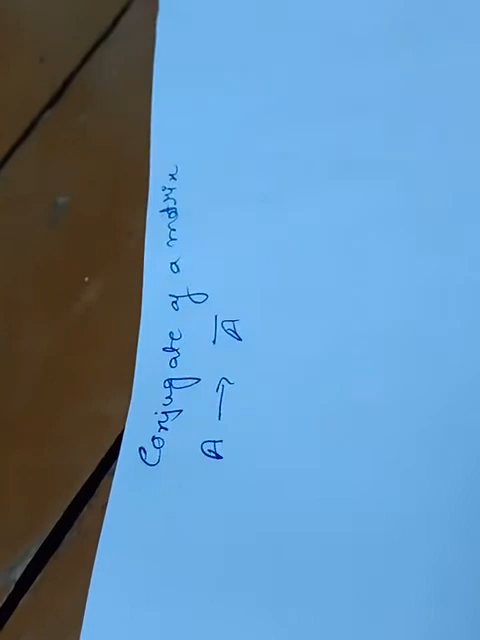 Conjugate of a matrix
A → A̅